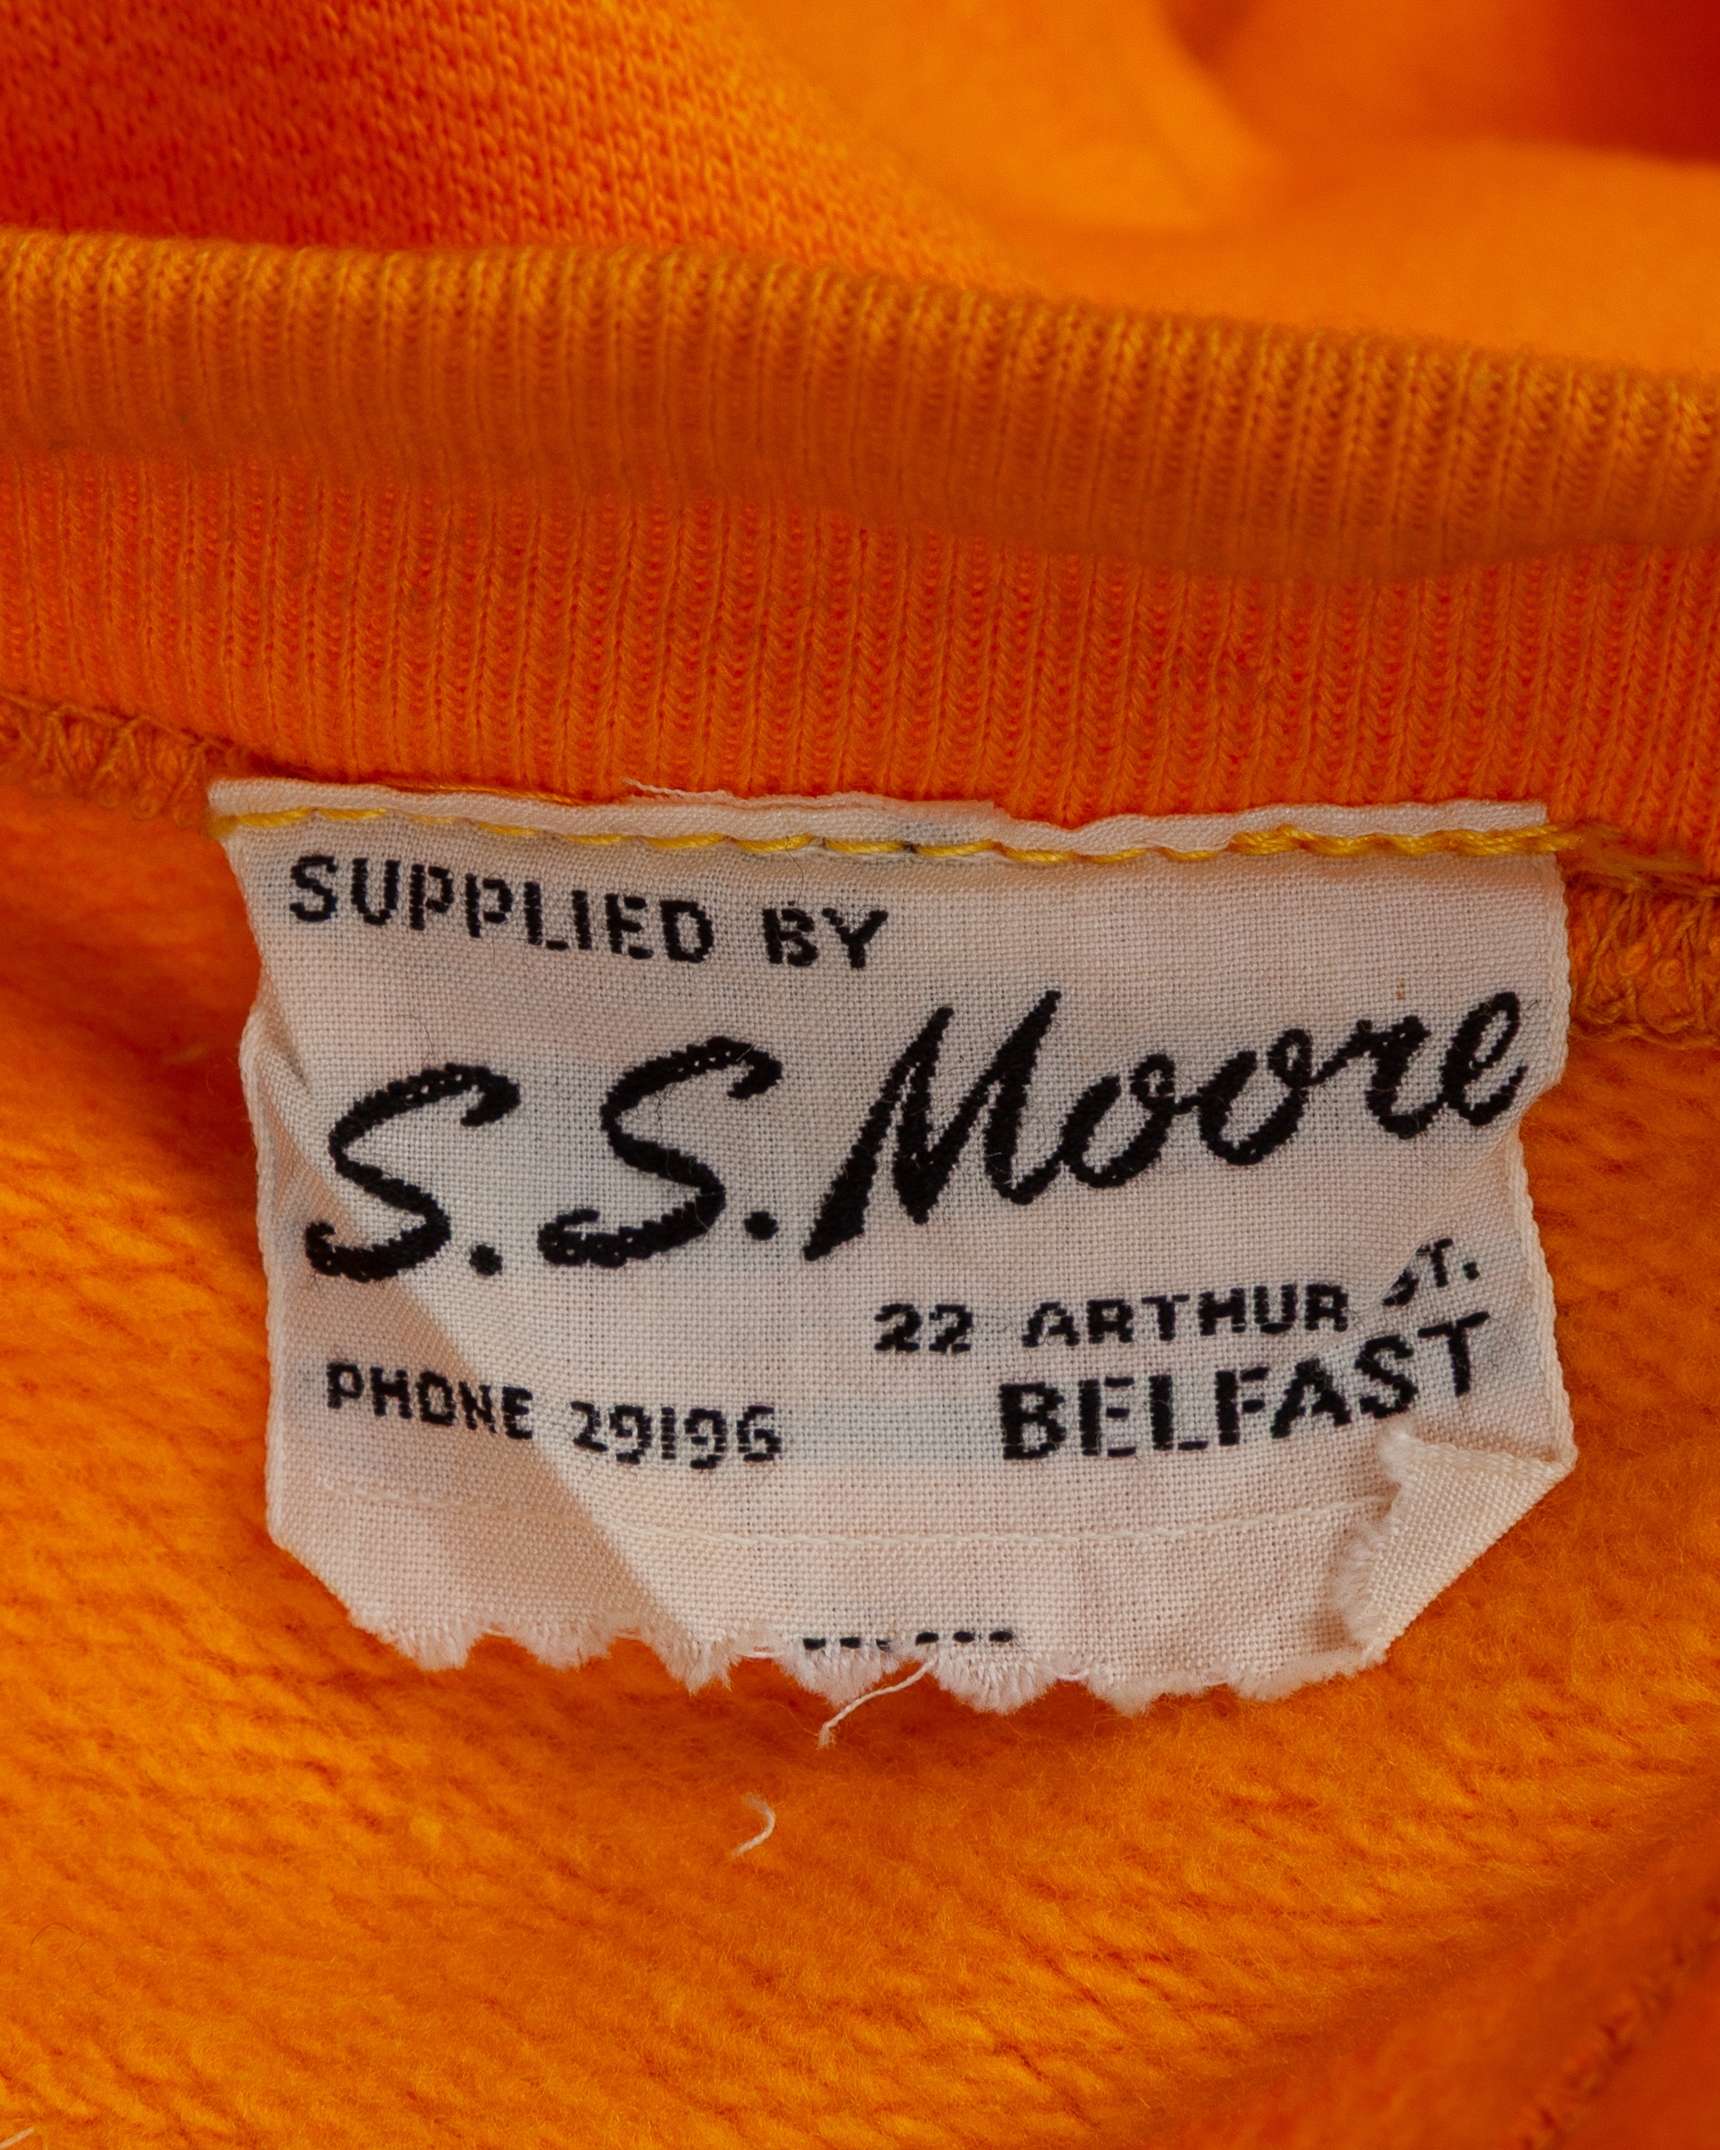 SUPPLIED BY
S.S. Moore
22 ARTHUR ST.
PHONE 29196 BELFAST